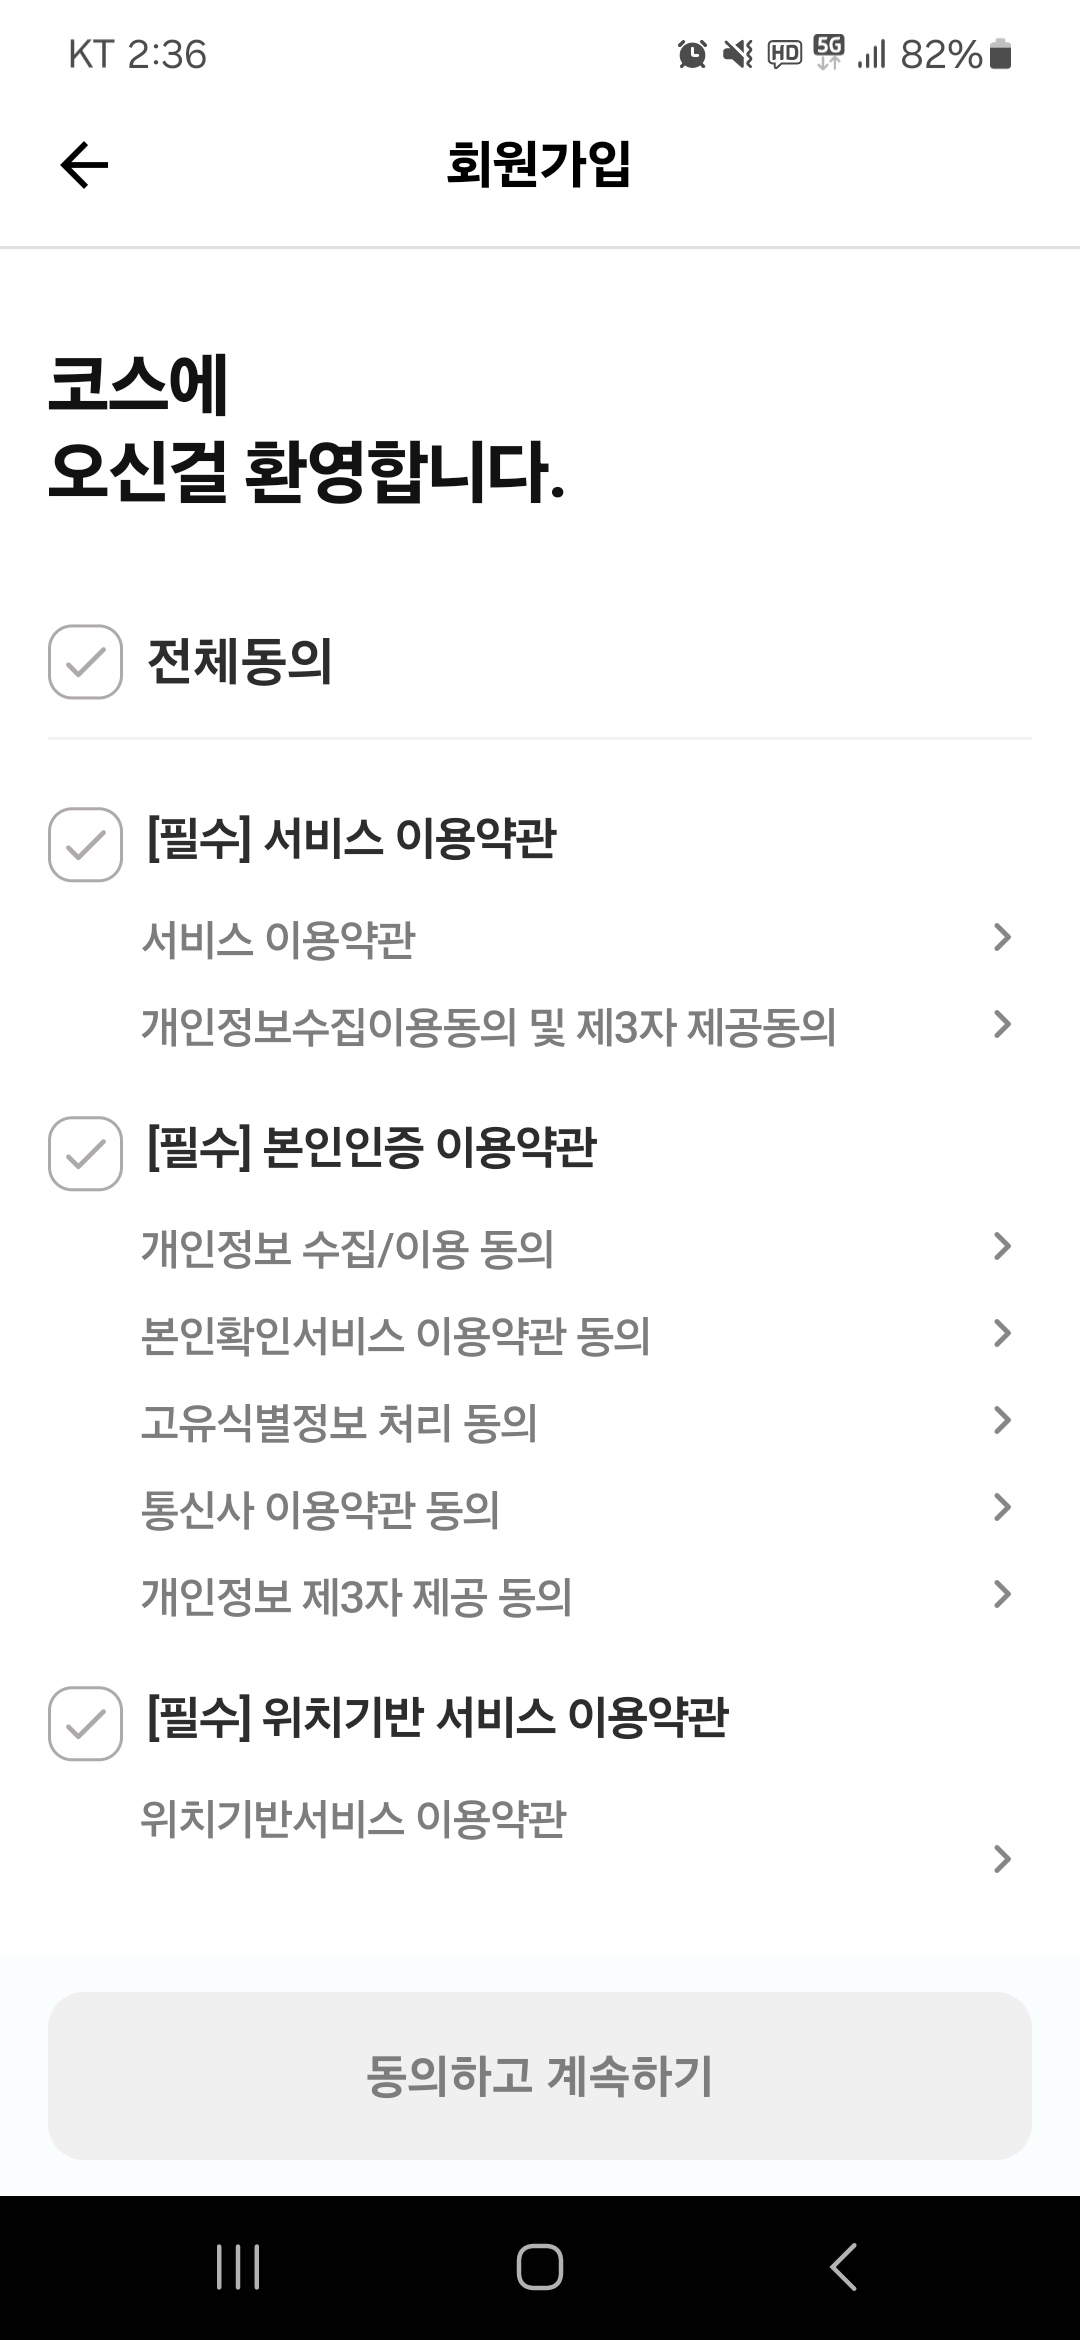 KT 2:36
HD 5G 82%
회원가입
코스에
오신걸 환영합니다.
전체동의
[필수] 서비스 이용약관
서비스 이용약관
개인정보수집이용동의 및 제3자 제공동의
[필수] 본인인증 이용약관
개인정보 수집/이용 동의
본인확인서비스 이용약관 동의
고유식별정보 처리 동의
통신사 이용약관 동의
개인정보 제3자 제공 동의
[필수] 위치기반 서비스 이용약관
위치기반서비스 이용약관
동의하고 계속하기